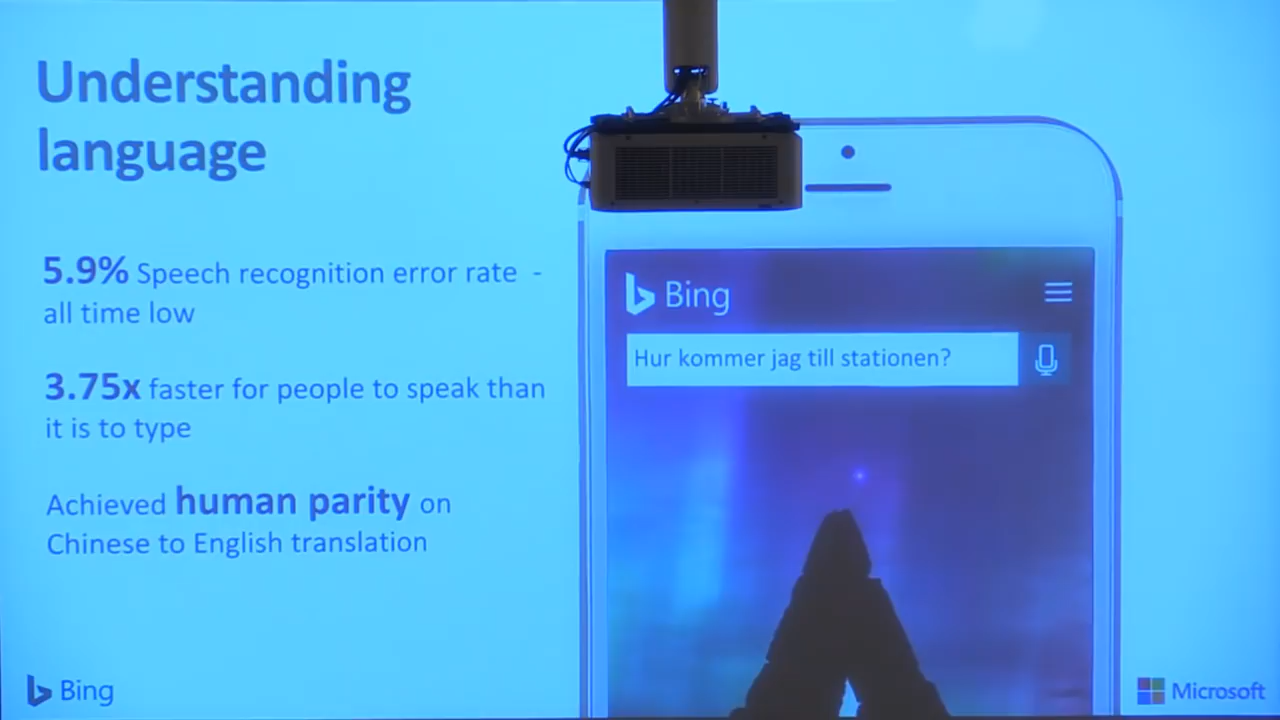 Understanding
language
5.9% Speech recognition error rate -
all time low
3.75x faster for people to speak than
it is to type
Achieved human parity on
Chinese to English translation
Bing
Hur kommer jag till stationen?
Bing
Microsoft